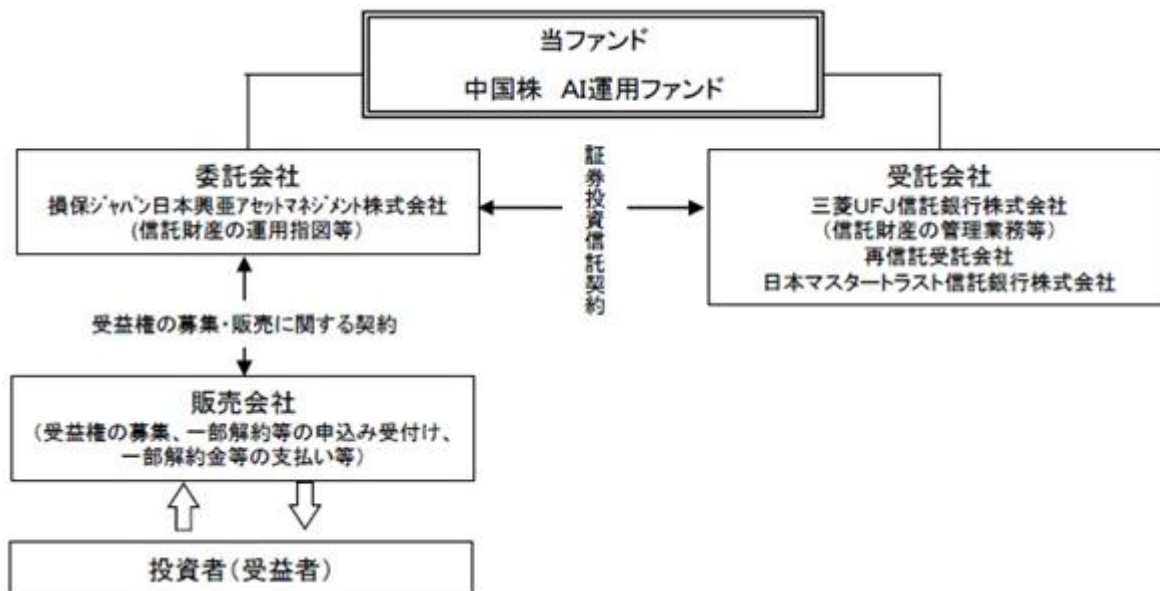 当ファンド
中国株 AI運用ファンド
委託会社
損保ｼﾞｬﾊﾟﾝ日本興亜ｱｾｯﾄﾏﾈｼﾞﾒﾝﾄ株式会社
(信託財産の運用指図等)
証券投資信託契約
受託会社
三菱UFJ信託銀行株式会社
(信託財産の管理業務等)
再信託受託会社
日本マスタートラスト信託銀行株式会社
受益権の募集・販売に関する契約
販売会社
(受益権の募集、一部解約等の申込み受付け、
一部解約金等の支払い等)
投資者(受益者)